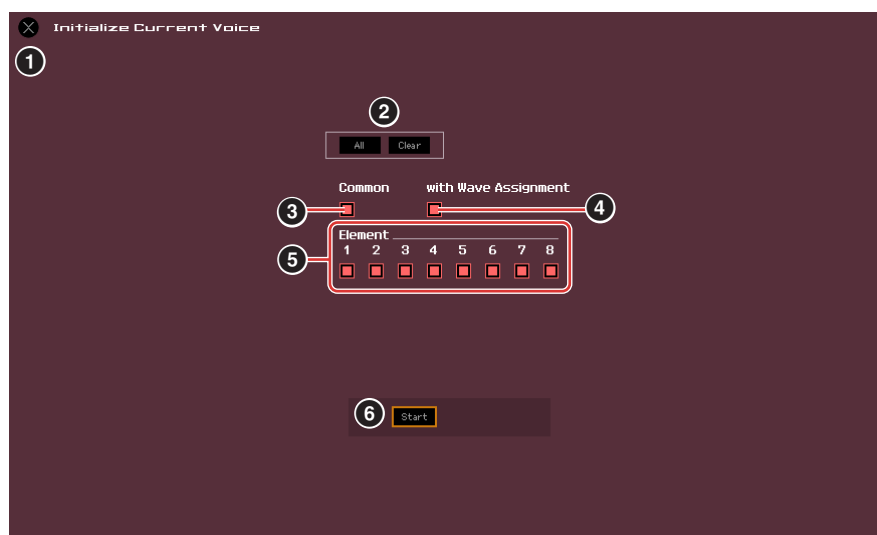 Initialize Current Voice
1
2
All Clear
Common with Wave Assignment
3 4
Element
1 2 3 4 5 6 7 8
5
6 Start